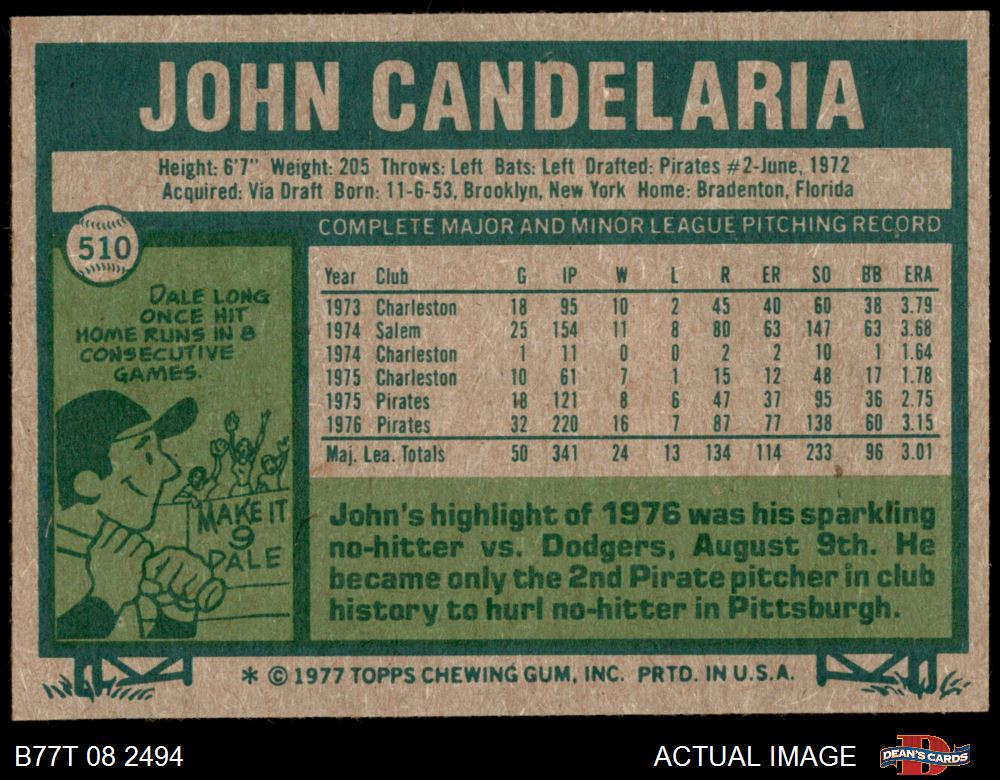 JOHN CANDELARIA
Height: 6'7" Weight: 205 Throws: Left Bats: Left Drafted: Pirates #2-June, 1972
Acquired: Via Draft Born: 11-6-53, Brooklyn, New York Home: Bradenton, Florida
510
COMPLETE MAJOR AND MINOR LEAGUE PITCHING RECORD
DALE LONG
ONCE HIT
HOME RUNS IN 8
CONSECUTIVE
GAMES.
MAKE IT
9
DALE
Year Club G IP W L R ER SO BB ERA
1973 Charleston 18 95 10 2 45 40 60 38 3.79
1974 Salem 25 154 11 8 80 63 147 63 3.68
1974 Charleston 1 11 0 0 2 2 10 1 1.64
1975 Charleston 10 61 7 1 15 12 48 17 1.78
1975 Pirates 18 121 8 6 47 37 95 36 2.75
1976 Pirates 32 220 16 7 87 77 138 60 3.15
Maj. Lea. Totals 50 341 24 13 134 114 233 96 3.01
John's highlight of 1976 was his sparkling
no-hitter vs. Dodgers, August 9th. He
became only the 2nd Pirate pitcher in club
history to hurl no-hitter in Pittsburgh.
* © 1977 TOPPS CHEWING GUM, INC. PRTD. IN U.S.A.
B77T 08 2494
ACTUAL IMAGE
DEAN'S CARDS